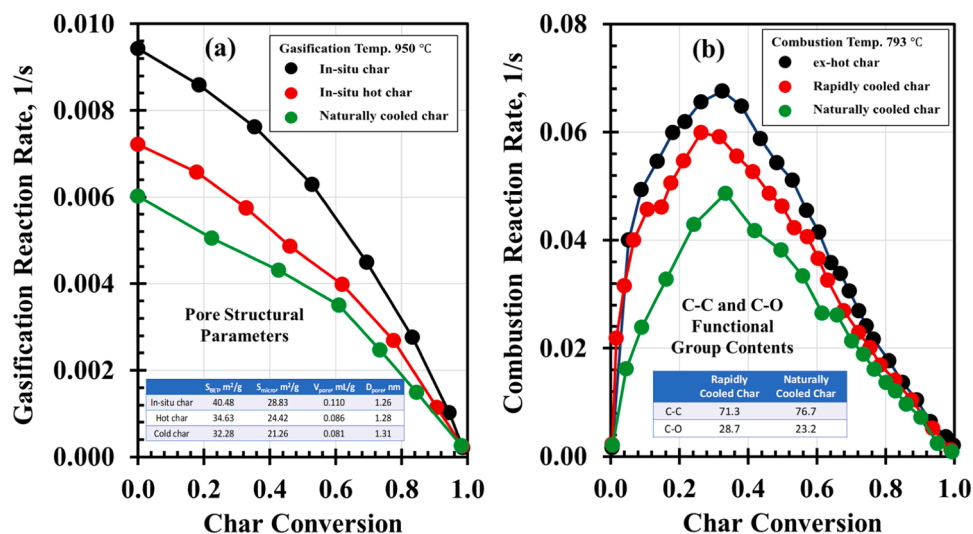 0.010
0.008
0.006
0.004
0.002
0.000
Gasification Reaction Rate, 1/s
(a)
Gasification Temp. 950 ℃
In-situ char
In-situ hot char
Naturally cooled char
Pore Structural
Parameters
S_BET, m²/g S_micro, m²/g V_pore, mL/g D_pore, nm
In-situ char 40.48 28.83 0.110 1.26
Hot char 34.63 24.42 0.086 1.28
Cold char 32.28 21.26 0.081 1.31
0.0 0.2 0.4 0.6 0.8 1.0
Char Conversion
0.08
0.06
0.04
0.02
0.00
Combustion Reaction Rate, 1/s
(b)
Combustion Temp. 793 ℃
ex-hot char
Rapidly cooled char
Naturally cooled char
C-C and C-O
Functional
Group Contents
Rapidly Naturally
Cooled Char Cooled Char
C-C 71.3 76.7
C-O 28.7 23.2
0.0 0.2 0.4 0.6 0.8 1.0
Char Conversion